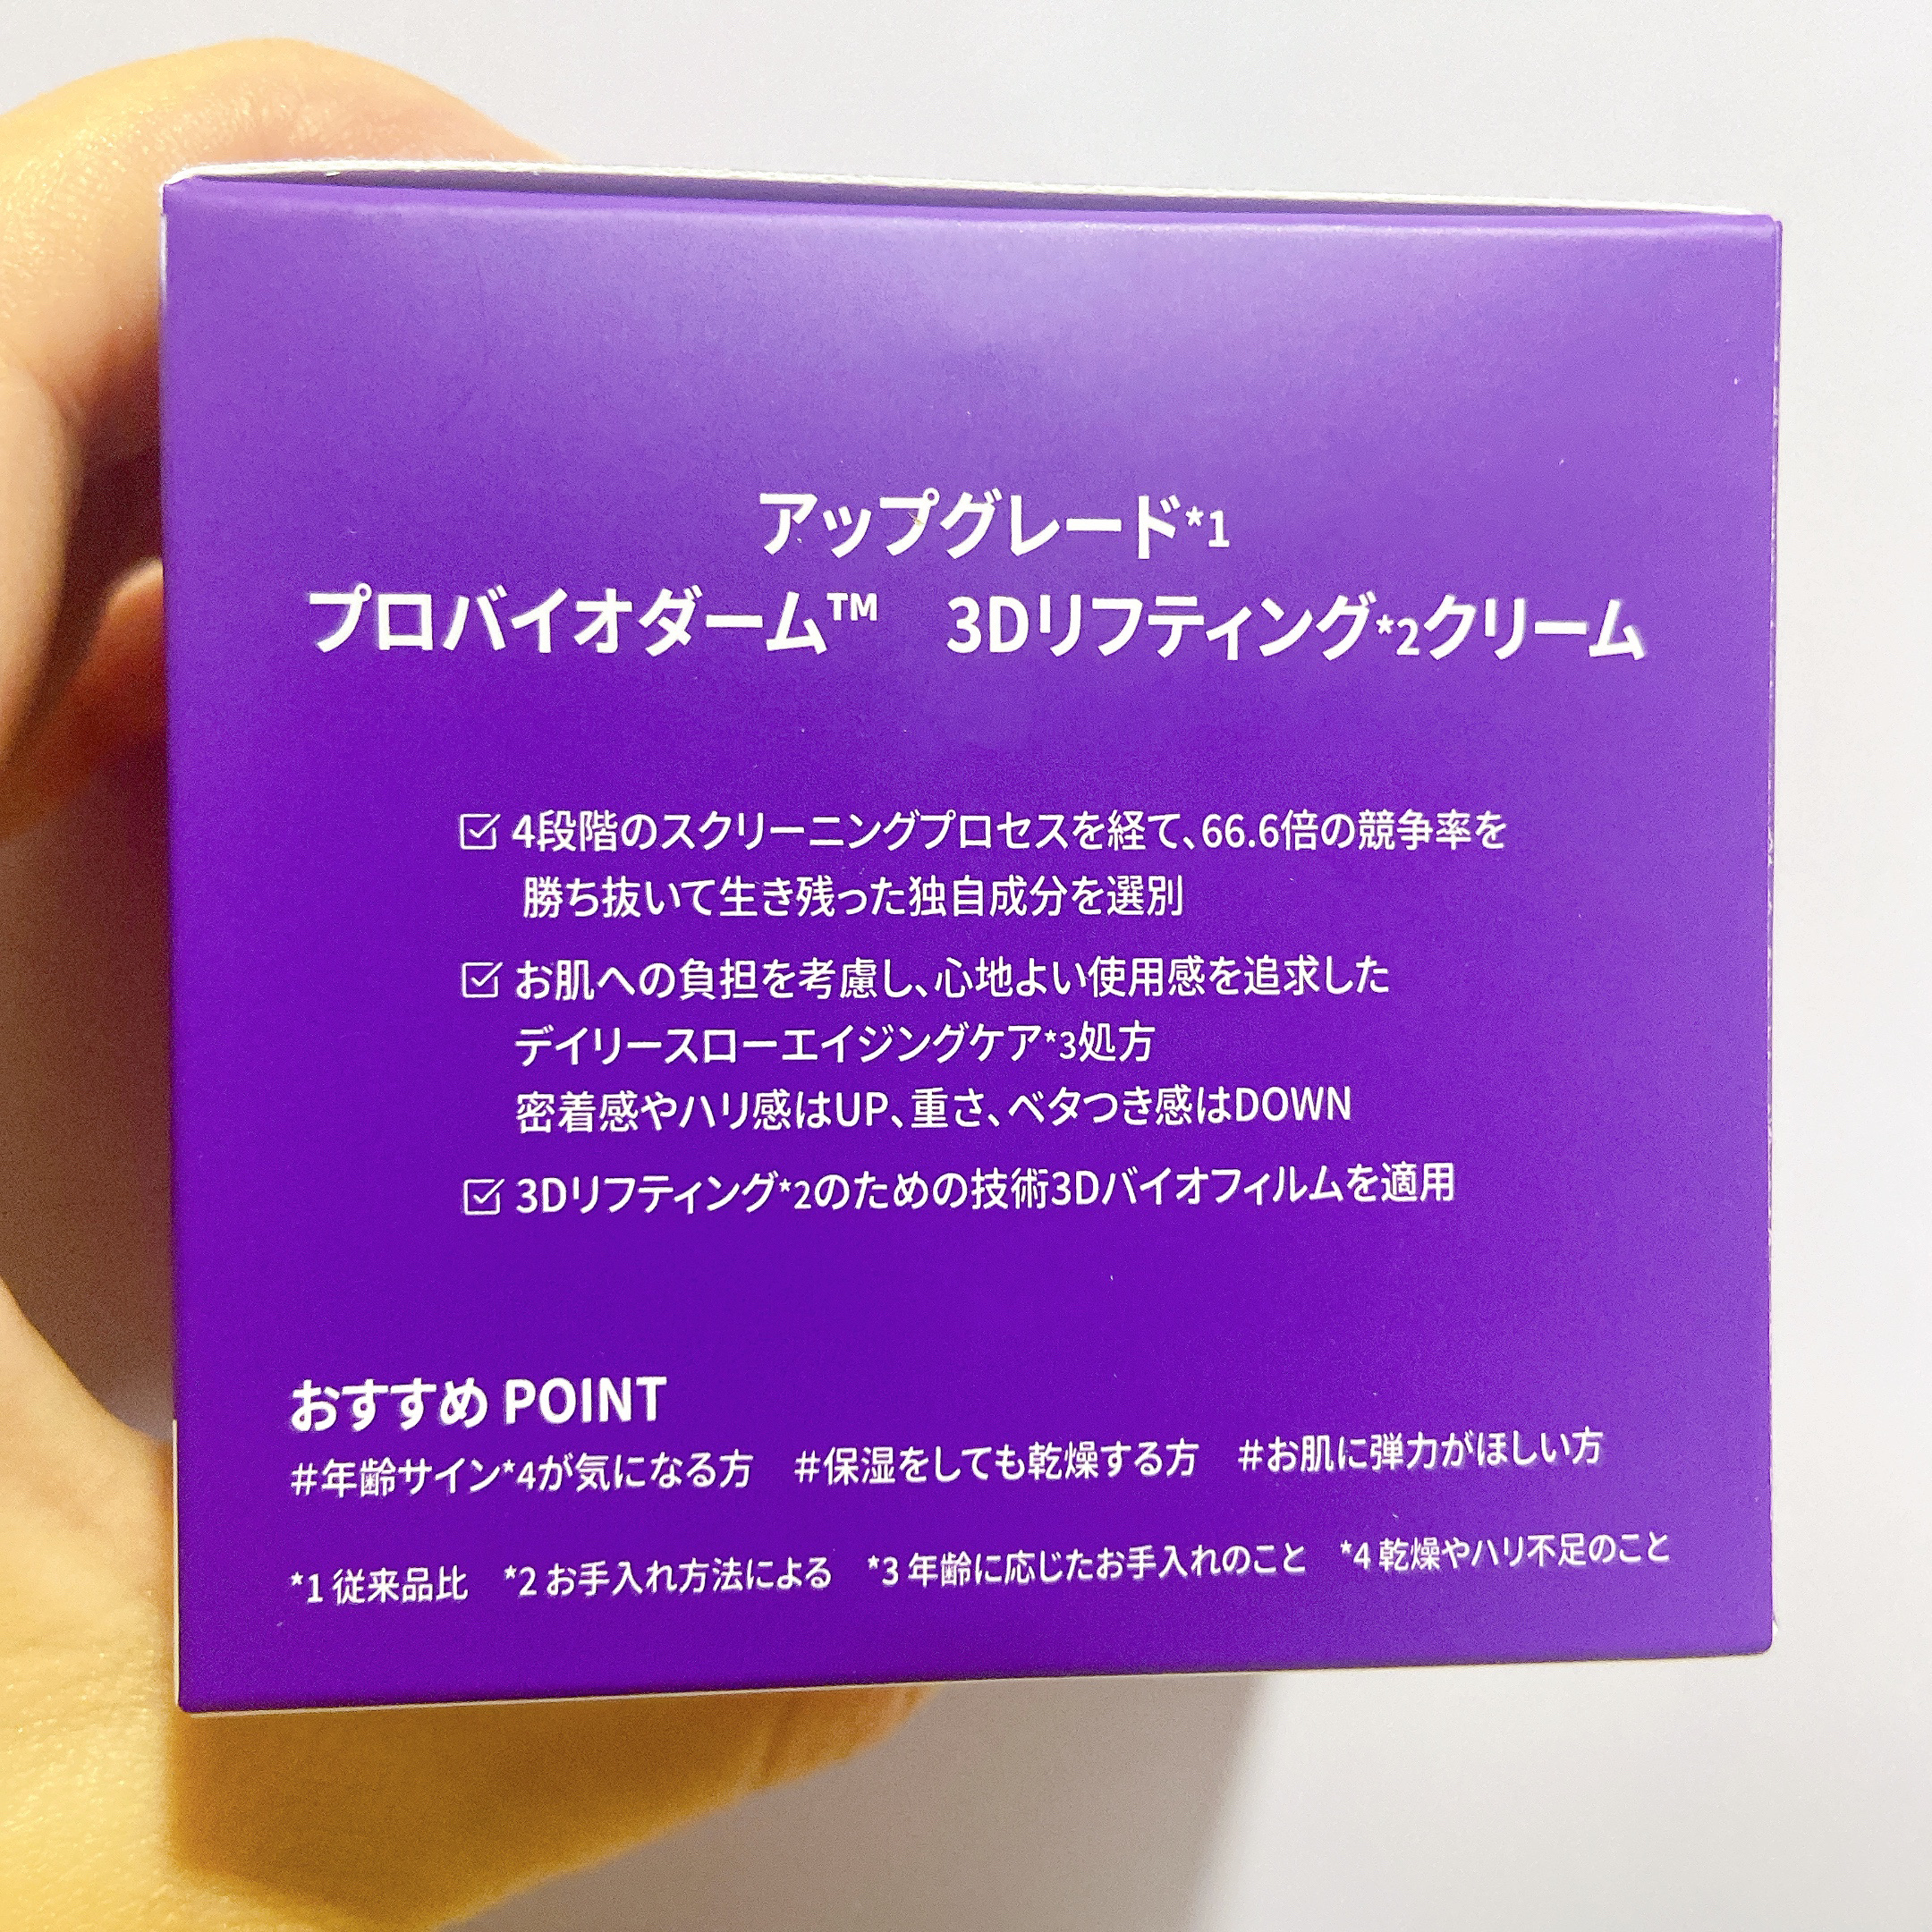 アップグレード*1
プロバイオダーム™　3Dリフティング*2クリーム
☑ 4段階のスクリーニングプロセスを経て、66.6倍の競争率を
勝ち抜いて生き残った独自成分を選別
☑ お肌への負担を考慮し、心地よい使用感を追求した
デイリースローエイジングケア*3処方
密着感やハリ感はUP、重さ、ベタつき感はDOWN
☑ 3Dリフティング*2のための技術3Dバイオフィルムを適用
おすすめ POINT
#年齢サイン*4が気になる方　#保湿をしても乾燥する方　#お肌に弾力がほしい方
*1 従来品比　*2 お手入れ方法による　*3 年齢に応じたお手入れのこと　*4 乾燥やハリ不足のこと